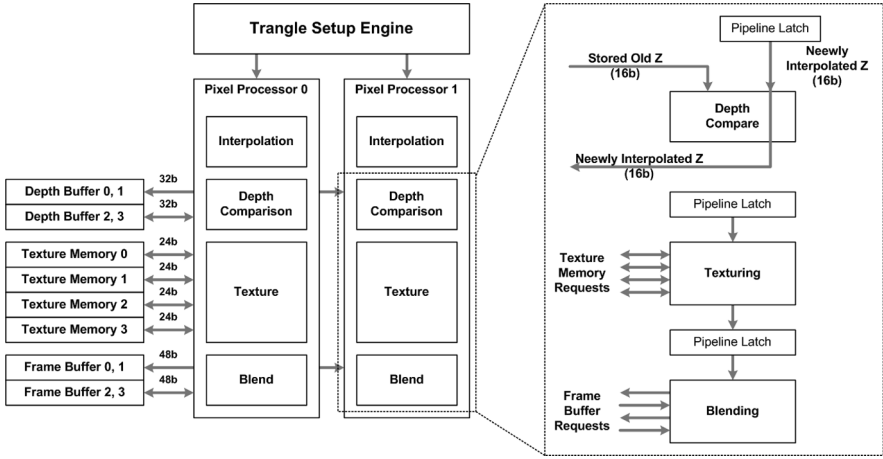 Trangle Setup Engine
Pixel Processor 0
Pixel Processor 1
Interpolation
Interpolation
Depth Buffer 0, 1
32b
Depth Buffer 2, 3
32b
Depth
Comparison
Depth
Comparison
Texture Memory 0
24b
Texture Memory 1
24b
Texture Memory 2
24b
Texture Memory 3
24b
Texture
Texture
Frame Buffer 0, 1
48b
Frame Buffer 2, 3
48b
Blend
Blend
Pipeline Latch
Stored Old Z
(16b)
Neewly
Interpolated Z
(16b)
Depth
Compare
Neewly Interpolated Z
(16b)
Pipeline Latch
Texture
Memory
Requests
Texturing
Pipeline Latch
Frame
Buffer
Requests
Blending